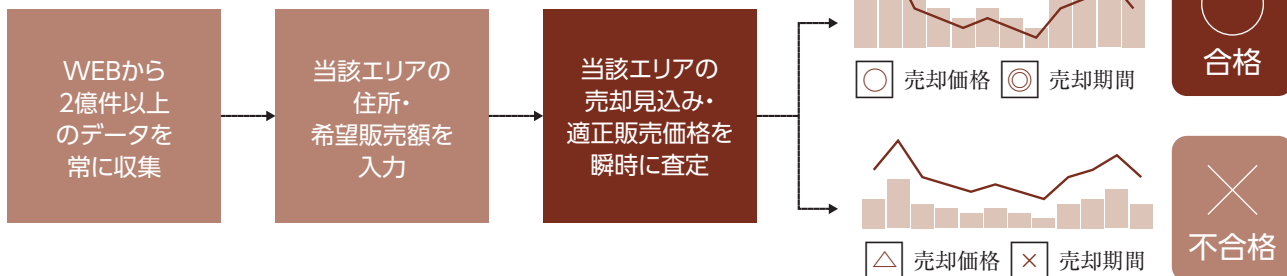 WEBから
2億件以上
のデータを
常に収集
当該エリアの
住所・
希望販売額を
入力
当該エリアの
売却見込み・
適正販売価格を
瞬時に査定
○ 売却価格 ◎ 売却期間
合格
△ 売却価格 × 売却期間
不合格